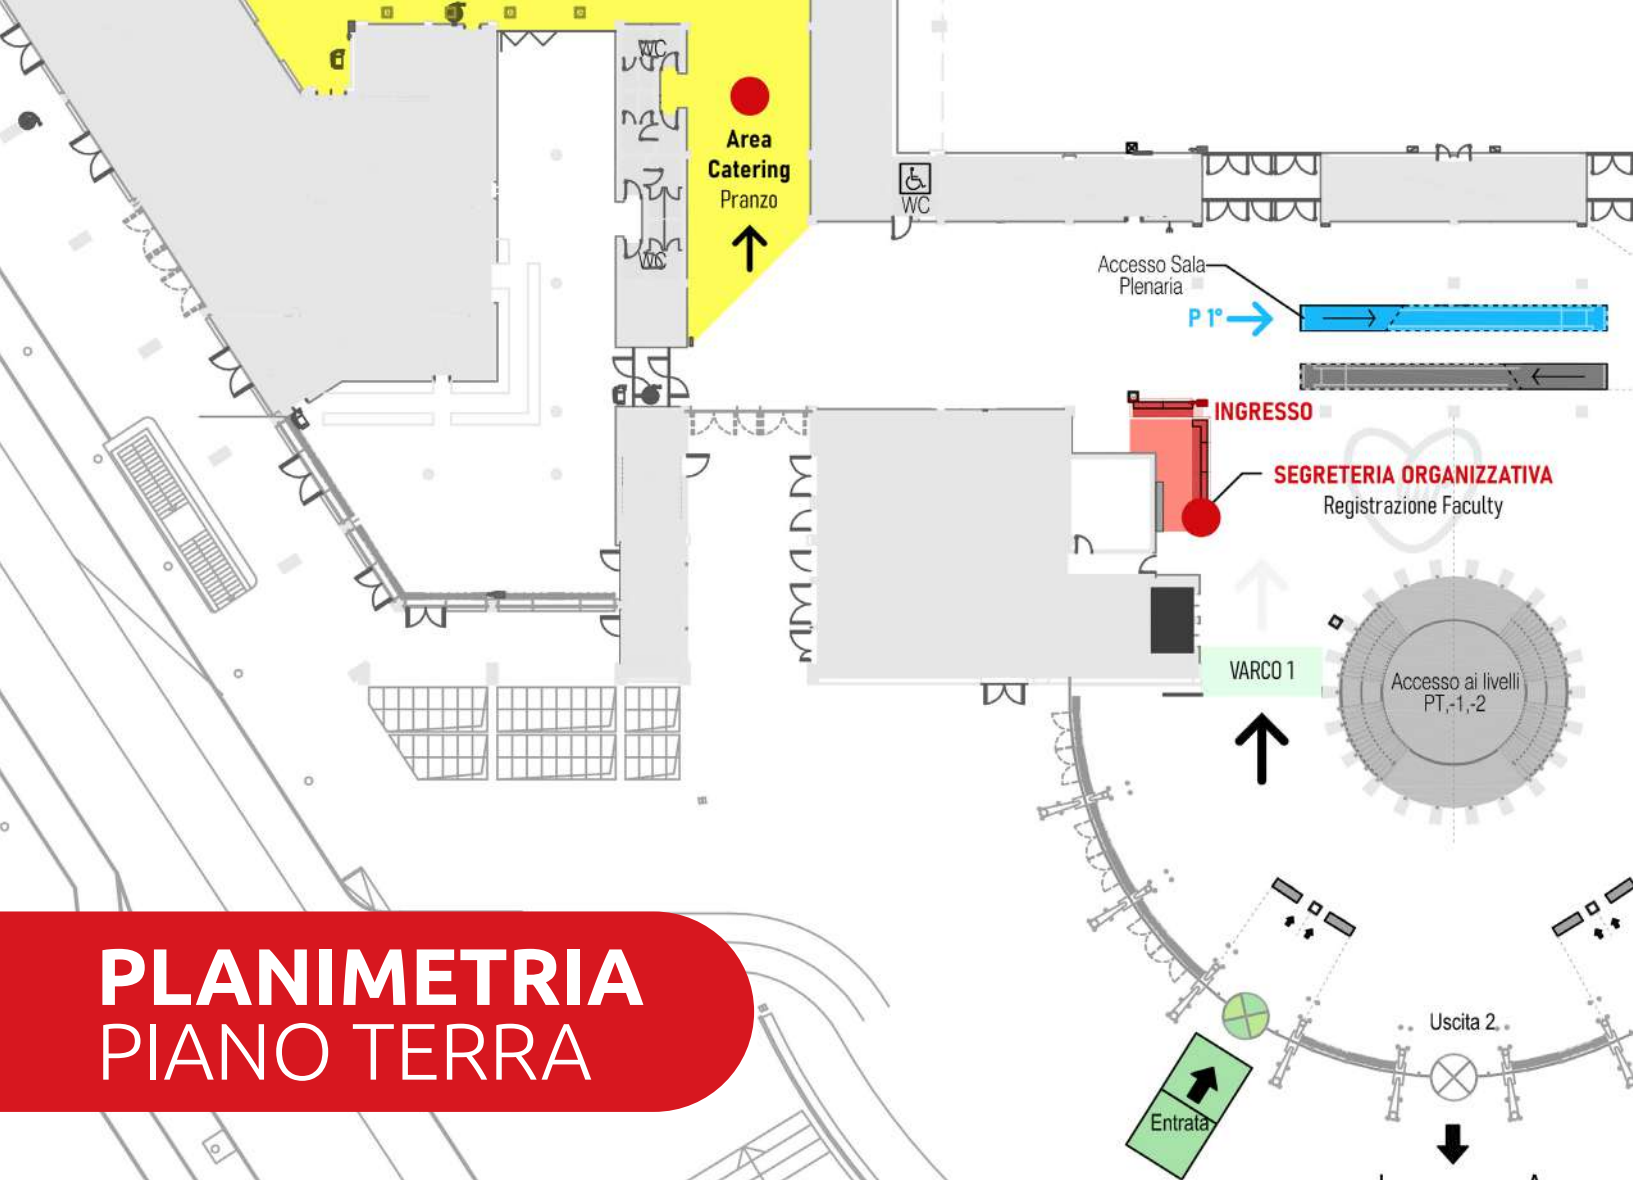 WC
Area
Catering
Pranzo
WC
WC
Accesso Sala
Plenaria
P 1°
INGRESSO
SEGRETERIA ORGANIZZATIVA
Registrazione Faculty
VARCO 1
Accesso ai livelli
PT,-1,-2
PLANIMETRIA
PIANO TERRA
Uscita 2
Entrata